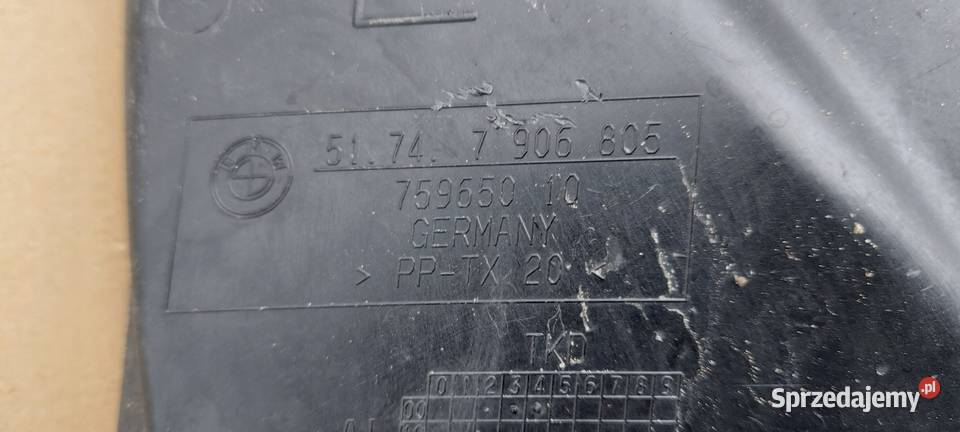 51.74. 7 906 805
759650 10
GERMANY
> PP-TX 20 <
TKD
0 1 2 3 4 5 6 7 8 9
00
Sprzedajemy.pl